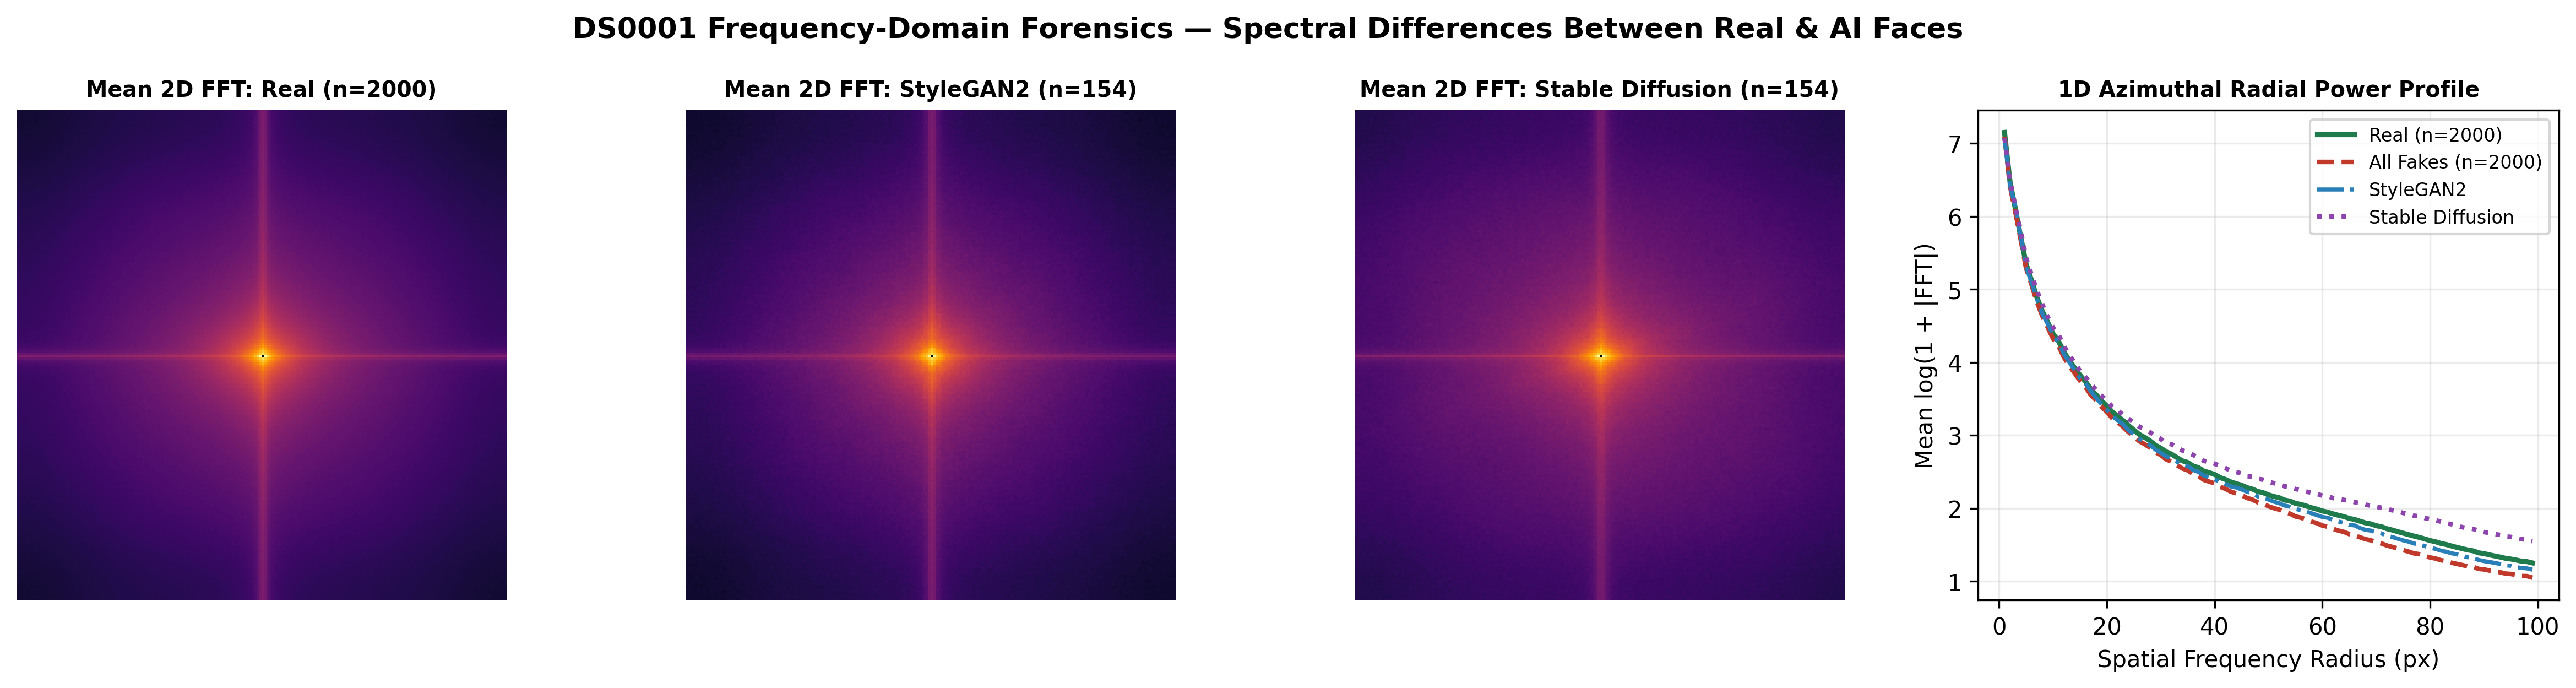 DS0001 Frequency-Domain Forensics — Spectral Differences Between Real & AI Faces
Mean 2D FFT: Real (n=2000)
Mean 2D FFT: StyleGAN2 (n=154)
Mean 2D FFT: Stable Diffusion (n=154)
1D Azimuthal Radial Power Profile
Real (n=2000)
All Fakes (n=2000)
StyleGAN2
Stable Diffusion
Mean log(1 + |FFT|)
7
6
5
4
3
2
1
0 20 40 60 80 100
Spatial Frequency Radius (px)